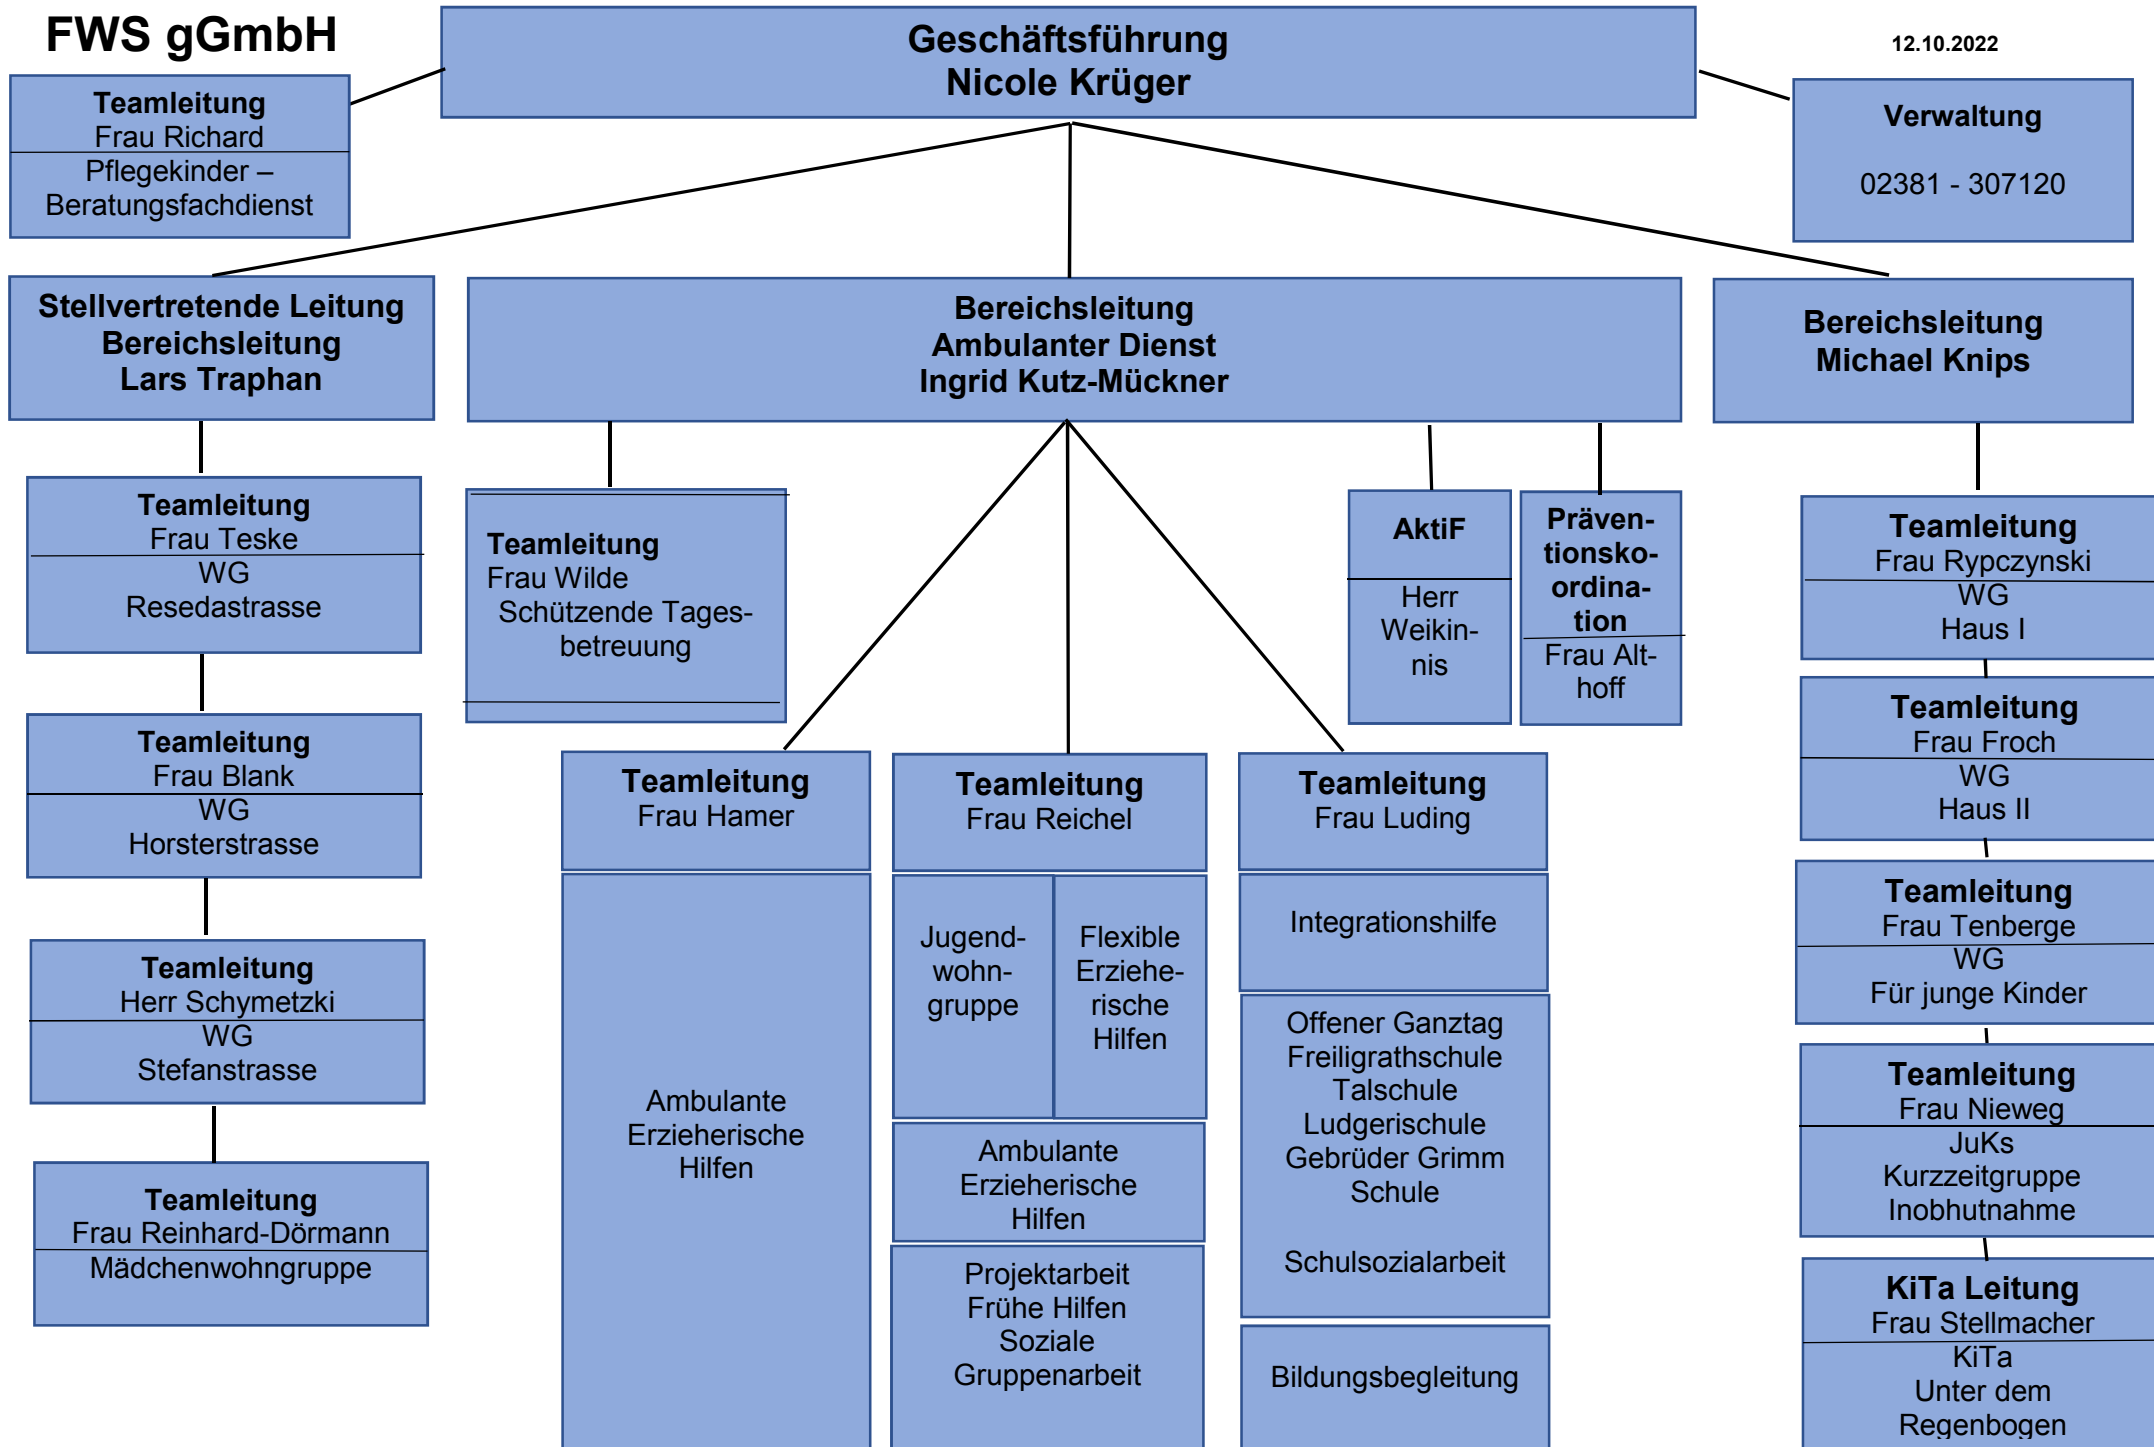 FWS gGmbH
Geschäftsführung
Nicole Krüger
12.10.2022
Teamleitung
Frau Richard
Pflegekinder –
Beratungsfachdienst
Verwaltung
02381 - 307120
Stellvertretende Leitung
Bereichsleitung
Lars Traphan
Bereichsleitung
Ambulanter Dienst
Ingrid Kutz-Mückner
Bereichsleitung
Michael Knips
Teamleitung
Frau Teske
WG
Resedastrasse
Teamleitung
Frau Blank
WG
Horsterstrasse
Teamleitung
Herr Schymetzki
WG
Stefanstrasse
Teamleitung
Frau Reinhard-Dörmann
Mädchenwohngruppe
Teamleitung
Frau Wilde
Schützende Tages-
betreuung
AktiF
Herr
Weikin-
nis
Präven-
tionsko-
ordina-
tion
Frau Alt-
hoff
Teamleitung
Frau Hamer
Ambulante
Erzieherische
Hilfen
Teamleitung
Frau Reichel
Jugend-
wohn-
gruppe
Flexible
Erziehe-
rische
Hilfen
Ambulante
Erzieherische
Hilfen
Projektarbeit
Frühe Hilfen
Soziale
Gruppenarbeit
Teamleitung
Frau Luding
Integrationshilfe
Offener Ganztag
Freiligrathschule
Talschule
Ludgerischule
Gebrüder Grimm
Schule
Schulsozialarbeit
Bildungsbegleitung
Teamleitung
Frau Rypczynski
WG
Haus I
Teamleitung
Frau Froch
WG
Haus II
Teamleitung
Frau Tenberge
WG
Für junge Kinder
Teamleitung
Frau Nieweg
JuKs
Kurzzeitgruppe
Inobhutnahme
KiTa Leitung
Frau Stellmacher
KiTa
Unter dem
Regenbogen